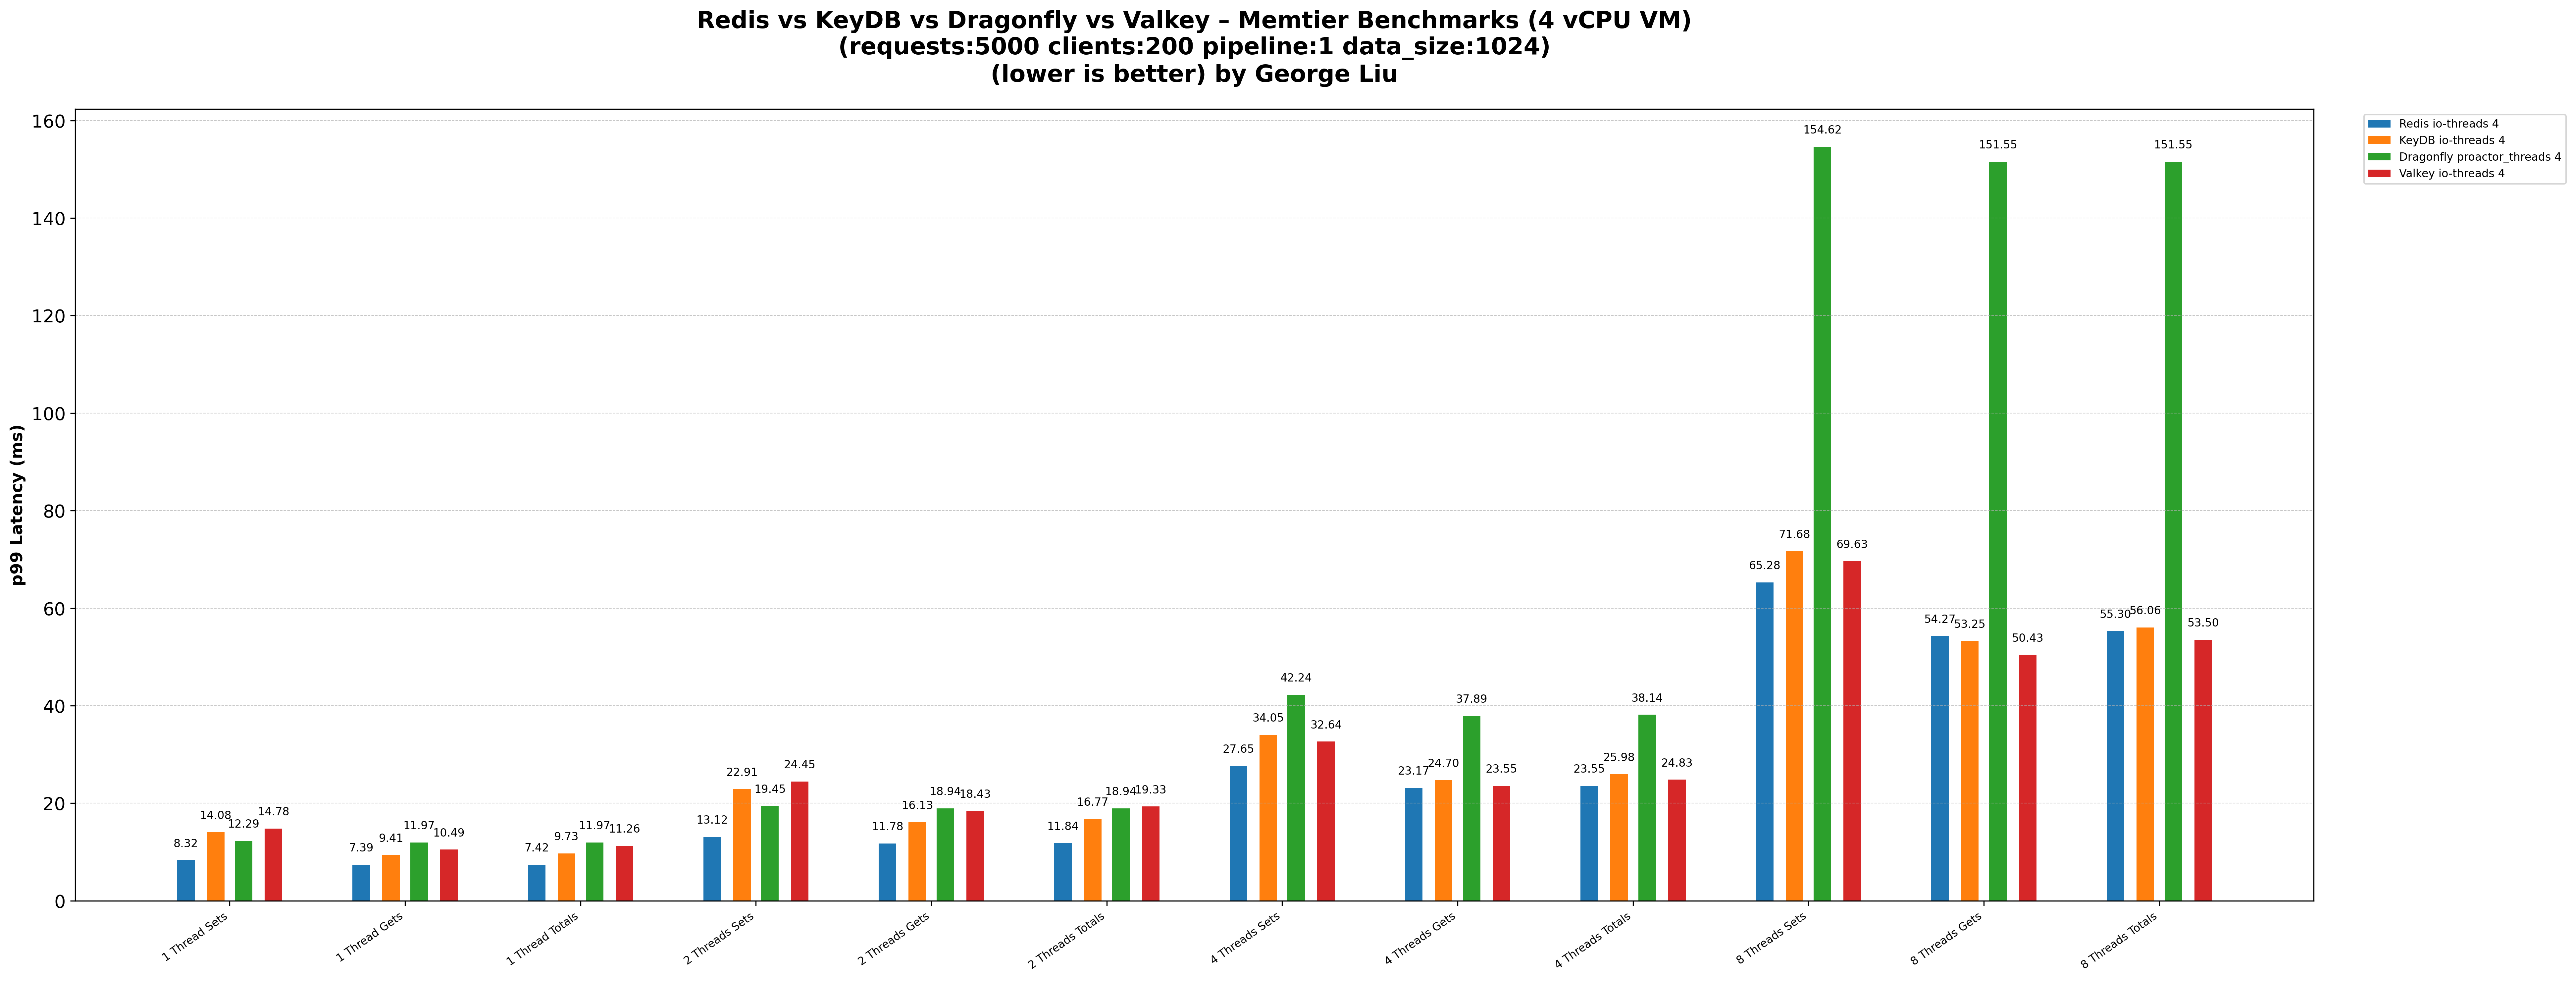 Redis vs KeyDB vs Dragonfly vs Valkey – Memtier Benchmarks (4 vCPU VM)
(requests:5000 clients:200 pipeline:1 data_size:1024)
(lower is better) by George Liu
p99 Latency (ms)
160
140
120
100
80
60
40
20
0
8.32
14.08
12.29
14.78
7.39
9.41
11.97
10.49
7.42
9.73
11.97
11.26
13.12
22.91
19.45
24.45
11.78
16.13
18.94
18.43
11.84
16.77
18.94
19.33
27.65
34.05
42.24
32.64
23.17
24.70
37.89
23.55
23.55
25.98
38.14
24.83
65.28
71.68
154.62
69.63
54.27
53.25
151.55
50.43
55.30
56.06
151.55
53.50
1 Thread Sets
1 Thread Gets
1 Thread Totals
2 Threads Sets
2 Threads Gets
2 Threads Totals
4 Threads Sets
4 Threads Gets
4 Threads Totals
8 Threads Sets
8 Threads Gets
8 Threads Totals
Redis io-threads 4
KeyDB io-threads 4
Dragonfly proactor_threads 4
Valkey io-threads 4